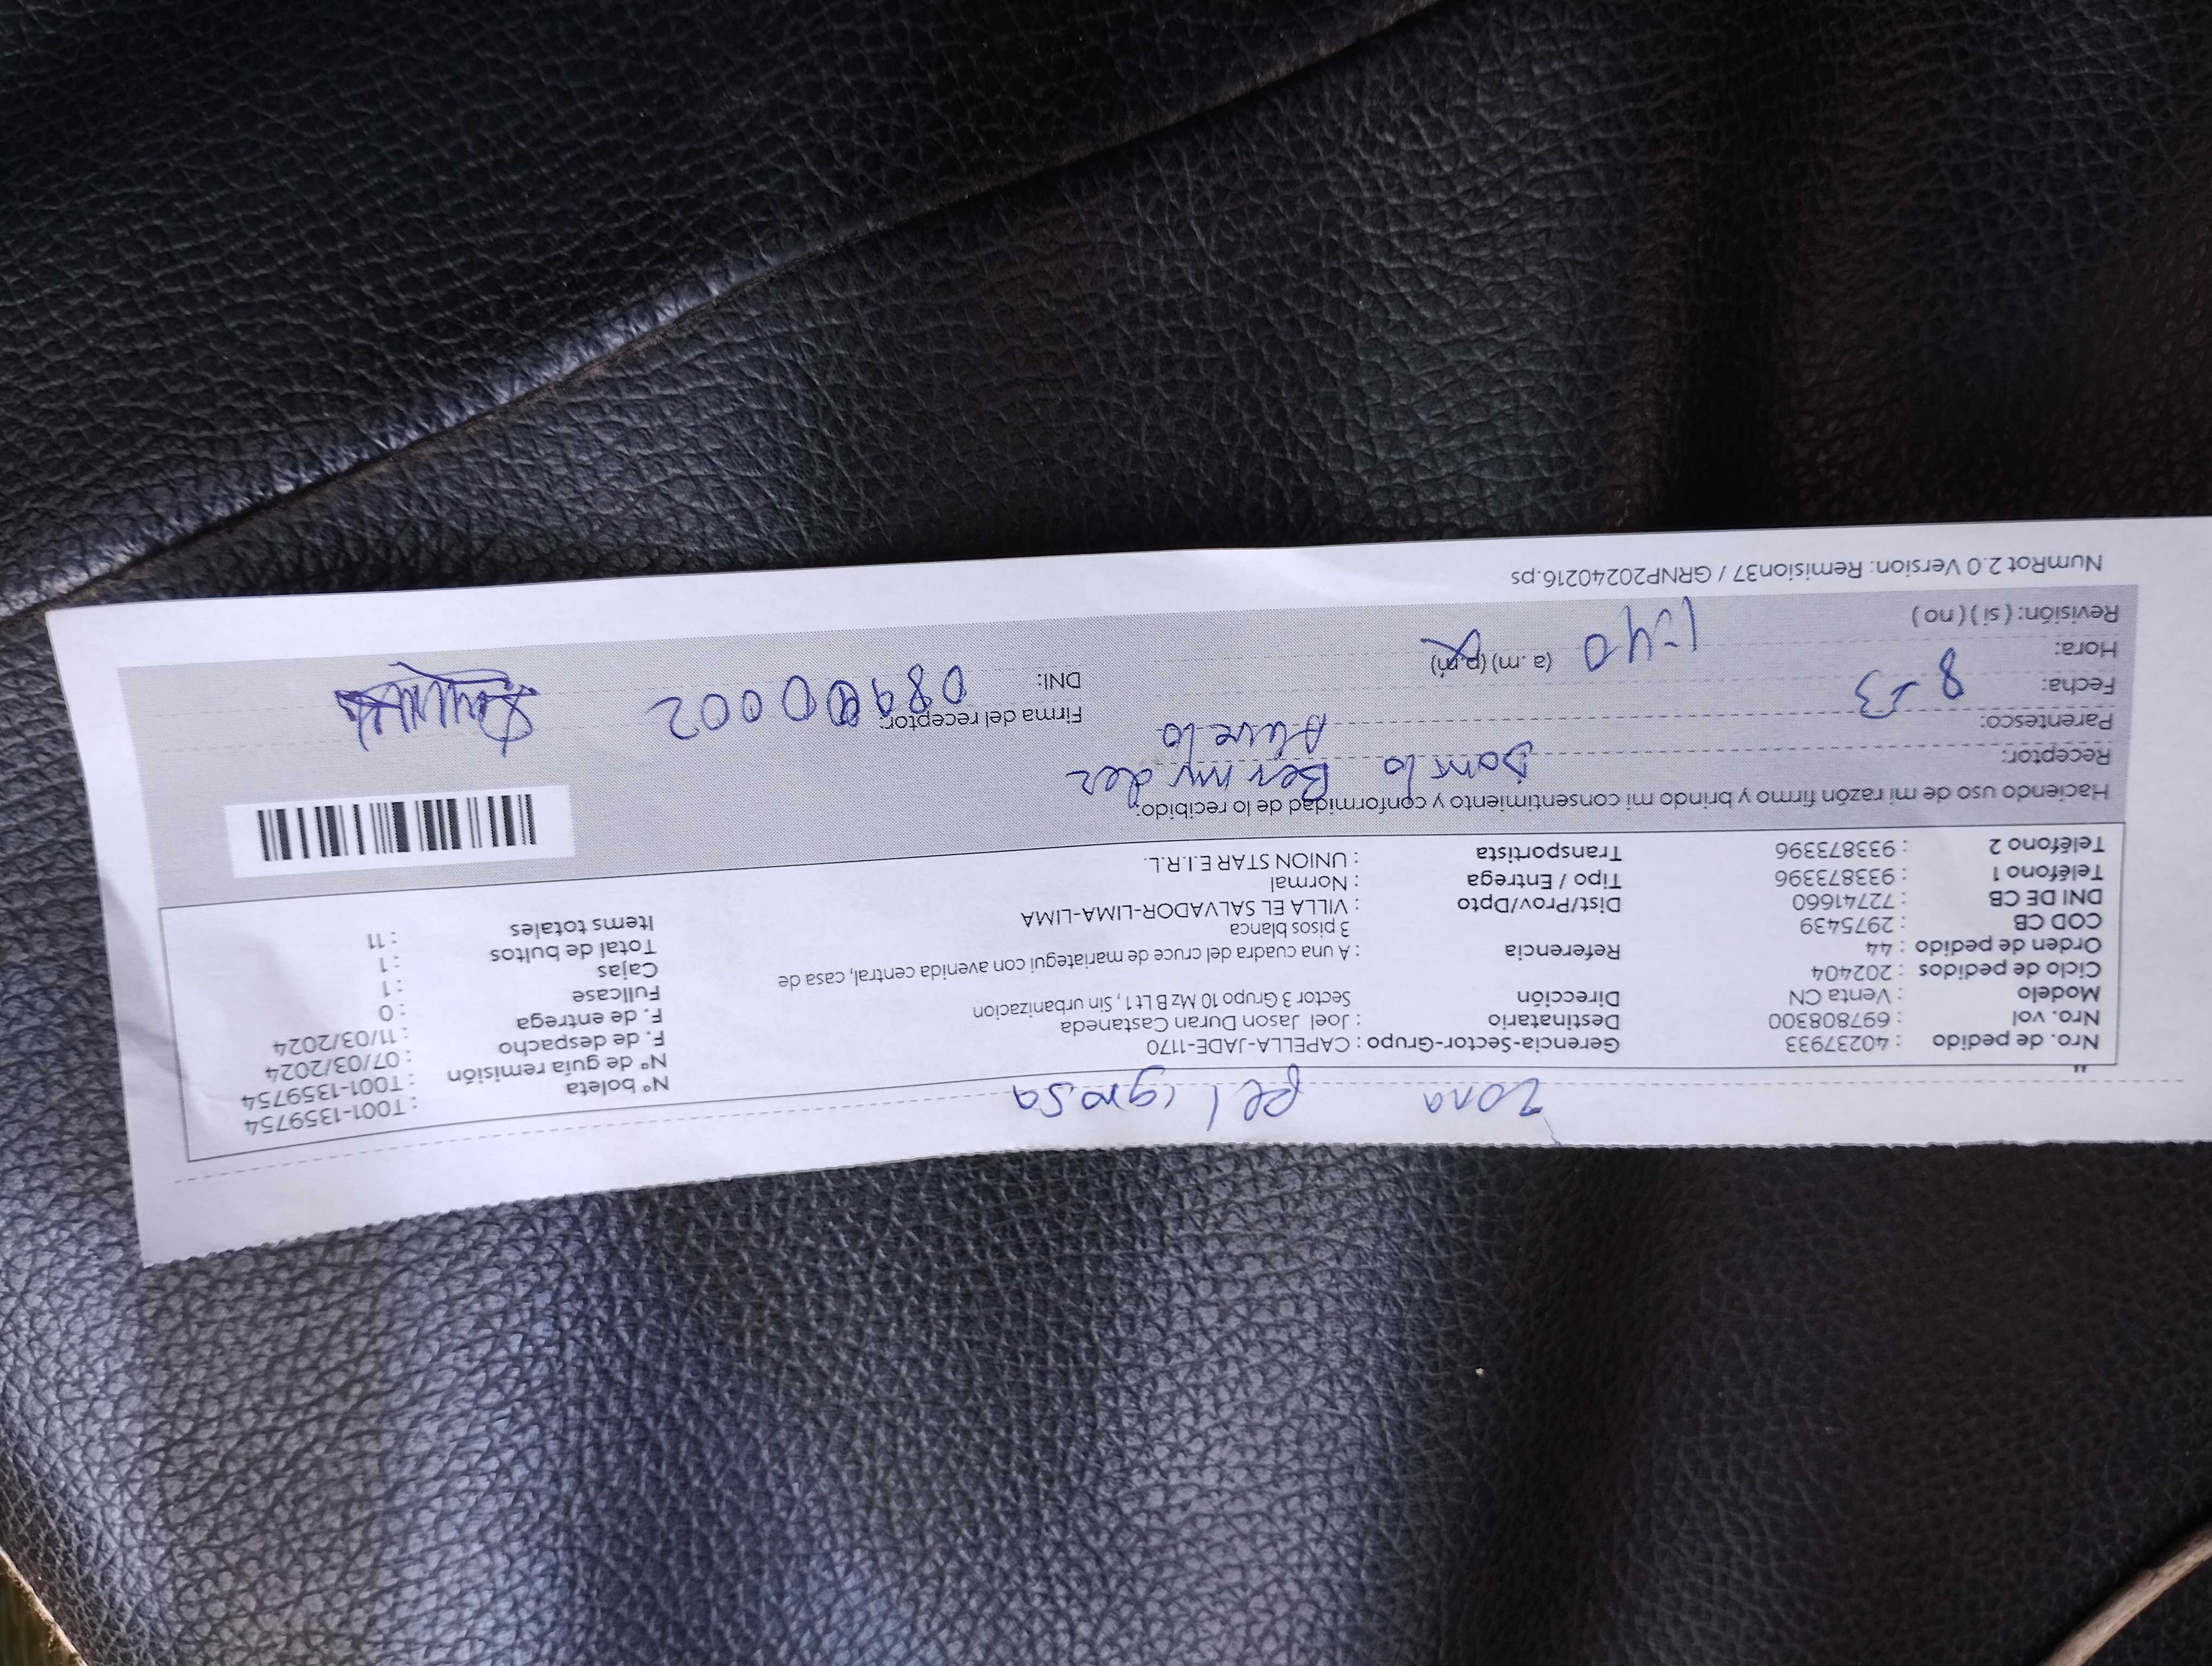 zona peligrosa
Nro. de pedido : 40237933 Gerencia-Sector-Grupo : CAPELLA-JADE-1170 N° boleta : T001-1359754
Nro. vol : 697808300 Destinatario : Joel Jason Duran Castaneda N° de guía remisión : T001-1359754
Modelo : Venta CN Dirección Sector 3 Grupo 10 Mz B Lt 1 , Sin urbanizacion F. de despacho : 07/03/2024
Ciclo de pedidos : 202404 F. de entrega : 11/03/2024
Orden de pedido : 44 Referencia : A una cuadra del cruce de mariategui con avenida central, casa de Fullcase : 0
COD CB : 2975439 3 pisos blanca Cajas : 1
DNI DE CB : 72741660 Dist/Prov/Dpto : VILLA EL SALVADOR-LIMA-LIMA Total de bultos : 1
Teléfono 1 : 933873396 Tipo / Entrega : Normal Items totales : 11
Teléfono 2 : 933873396 Transportista : UNION STAR E.I.R.L.
Haciendo uso de mi razón firmo y brindo mi consentimiento y conformidad de lo recibido:
Receptor: Bermudez
Parentesco: Firma del receptor:
Fecha: 8-3 DNI:
Hora: 1:40 (a.m) (p.m)
Revisión: ( si ) ( no )
NumRot 2.0 Version: Remision37 / GRNP20240216.ps